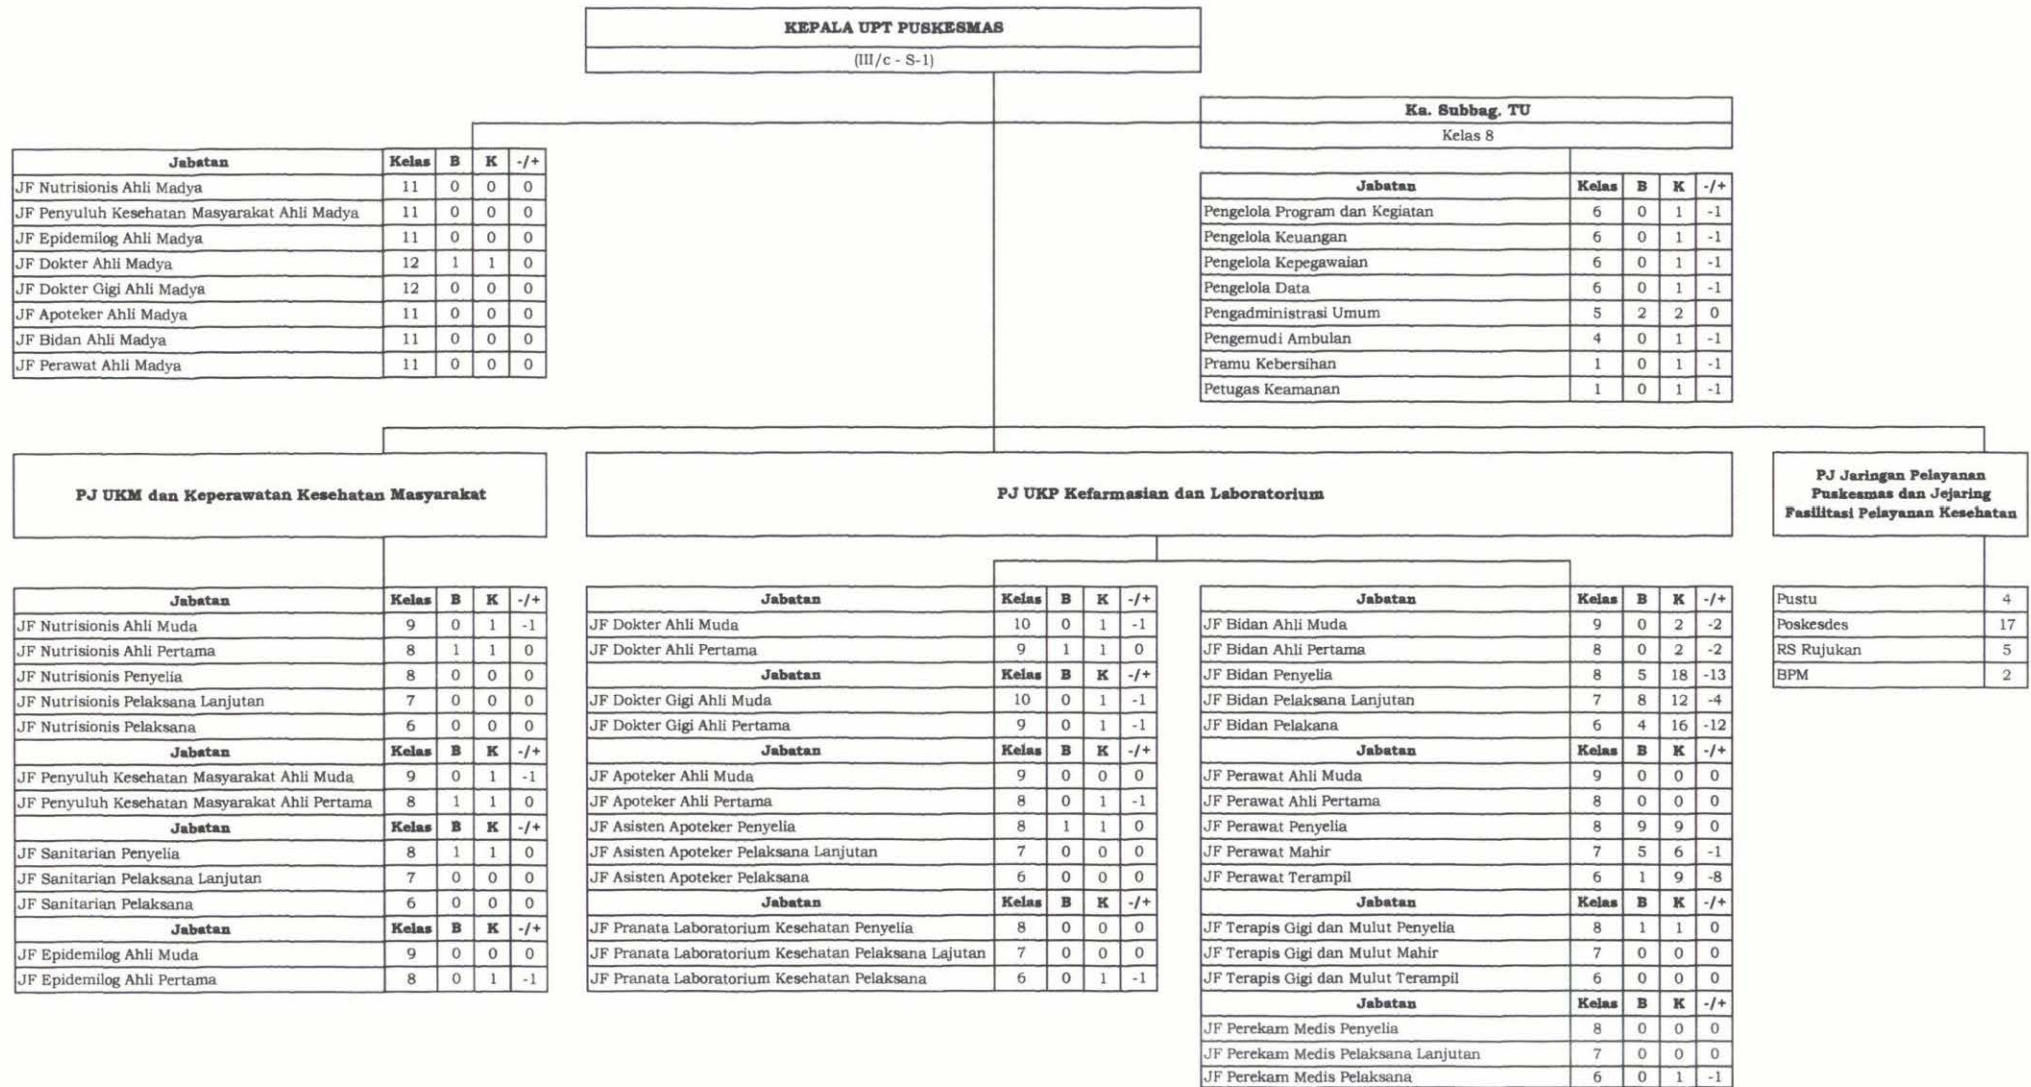 KEPALA UPT PUSKESMAS
(III/c - S-1)
Ka. Subbag. TU
Kelas 8
Jabatan Kelas B K -/+
JF Nutrisionis Ahli Madya 11 0 0 0
JF Penyuluh Kesehatan Masyarakat Ahli Madya 11 0 0 0
JF Epidemilog Ahli Madya 11 0 0 0
JF Dokter Ahli Madya 12 1 1 0
JF Dokter Gigi Ahli Madya 12 0 0 0
JF Apoteker Ahli Madya 11 0 0 0
JF Bidan Ahli Madya 11 0 0 0
JF Perawat Ahli Madya 11 0 0 0
Jabatan Kelas B K -/+
Pengelola Program dan Kegiatan 6 0 1 -1
Pengelola Keuangan 6 0 1 -1
Pengelola Kepegawaian 6 0 1 -1
Pengelola Data 6 0 1 -1
Pengadministrasi Umum 5 2 2 0
Pengemudi Ambulan 4 0 1 -1
Pramu Kebersihan 1 0 1 -1
Petugas Keamanan 1 0 1 -1
PJ UKM dan Keperawatan Kesehatan Masyarakat
Jabatan Kelas B K -/+
JF Nutrisionis Ahli Muda 9 0 1 -1
JF Nutrisionis Ahli Pertama 8 1 1 0
JF Nutrisionis Penyelia 8 0 0 0
JF Nutrisionis Pelaksana Lanjutan 7 0 0 0
JF Nutrisionis Pelaksana 6 0 0 0
Jabatan Kelas B K -/+
JF Penyuluh Kesehatan Masyarakat Ahli Muda 9 0 1 -1
JF Penyuluh Kesehatan Masyarakat Ahli Pertama 8 1 1 0
Jabatan Kelas B K -/+
JF Sanitarian Penyelia 8 1 1 0
JF Sanitarian Pelaksana Lanjutan 7 0 0 0
JF Sanitarian Pelaksana 6 0 0 0
Jabatan Kelas B K -/+
JF Epidemilog Ahli Muda 9 0 0 0
JF Epidemilog Ahli Pertama 8 0 1 -1
PJ UKP Kefarmasian dan Laboratorium
Jabatan Kelas B K -/+
JF Dokter Ahli Muda 10 0 1 -1
JF Dokter Ahli Pertama 9 1 1 0
Jabatan Kelas B K -/+
JF Dokter Gigi Ahli Muda 10 0 1 -1
JF Dokter Gigi Ahli Pertama 9 0 1 -1
Jabatan Kelas B K -/+
JF Apoteker Ahli Muda 9 0 0 0
JF Apoteker Ahli Pertama 8 0 1 -1
JF Asisten Apoteker Penyelia 8 1 1 0
JF Asisten Apoteker Pelaksana Lanjutan 7 0 0 0
JF Asisten Apoteker Pelaksana 6 0 0 0
Jabatan Kelas B K -/+
JF Pranata Laboratorium Kesehatan Penyelia 8 0 0 0
JF Pranata Laboratorium Kesehatan Pelaksana Lajutan 7 0 0 0
JF Pranata Laboratorium Kesehatan Pelaksana 6 0 1 -1
Jabatan Kelas B K -/+
JF Bidan Ahli Muda 9 0 2 -2
JF Bidan Ahli Pertama 8 0 2 -2
JF Bidan Penyelia 8 5 18 -13
JF Bidan Pelaksana Lanjutan 7 8 12 -4
JF Bidan Pelakana 6 4 16 -12
Jabatan Kelas B K -/+
JF Perawat Ahli Muda 9 0 0 0
JF Perawat Ahli Pertama 8 0 0 0
JF Perawat Penyelia 8 9 9 0
JF Perawat Mahir 7 5 6 -1
JF Perawat Terampil 6 1 9 -8
Jabatan Kelas B K -/+
JF Terapis Gigi dan Mulut Penyelia 8 1 1 0
JF Terapis Gigi dan Mulut Mahir 7 0 0 0
JF Terapis Gigi dan Mulut Terampil 6 0 0 0
Jabatan Kelas B K -/+
JF Perekam Medis Penyelia 8 0 0 0
JF Perekam Medis Pelaksana Lanjutan 7 0 0 0
JF Perekam Medis Pelaksana 6 0 1 -1
PJ Jaringan Pelayanan
Puskesmas dan Jejaring
Fasilitasi Pelayanan Kesehatan
Pustu 4
Poskesdes 17
RS Rujukan 5
BPM 2